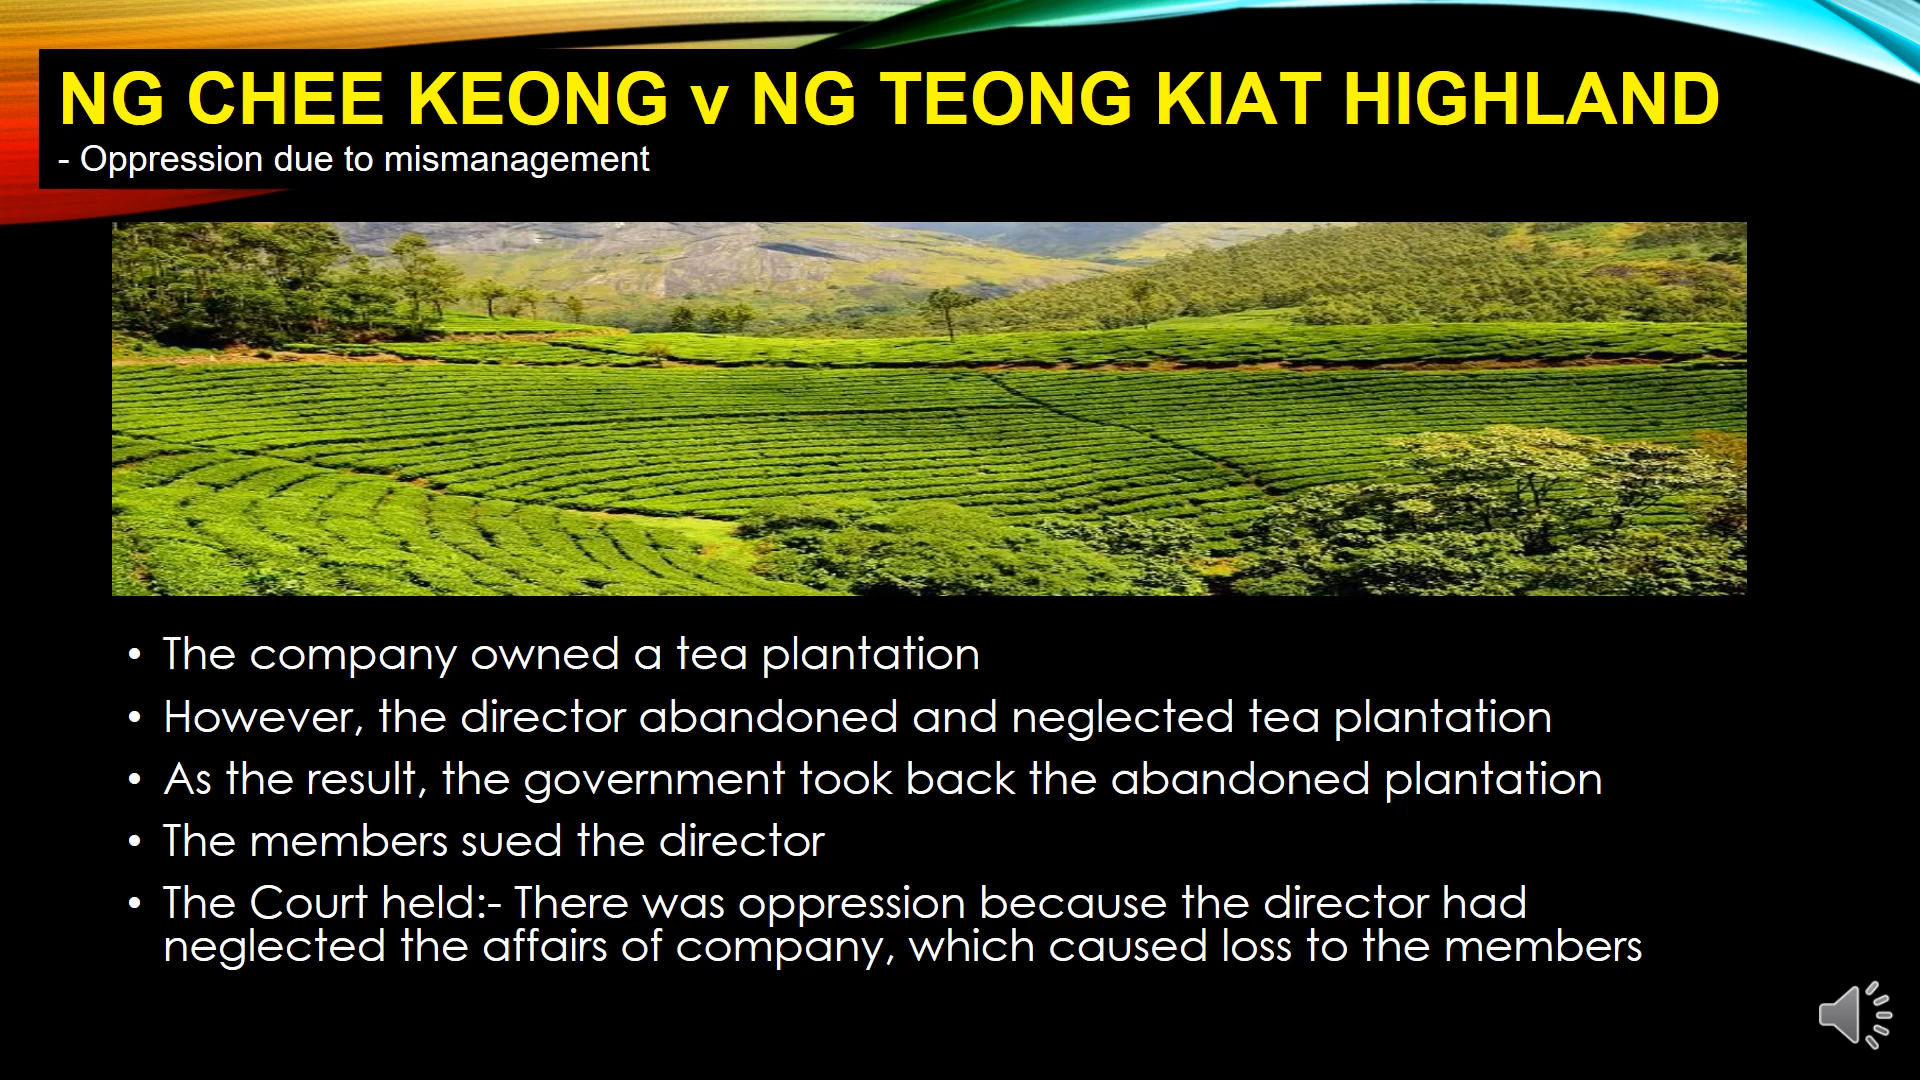 NG CHEE KEONG v NG TEONG KIAT HIGHLAND
- Oppression due to mismanagement
• The company owned a tea plantation
• However, the director abandoned and neglected tea plantation
• As the result, the government took back the abandoned plantation
• The members sued the director
• The Court held:- There was oppression because the director had
neglected the affairs of company, which caused loss to the members